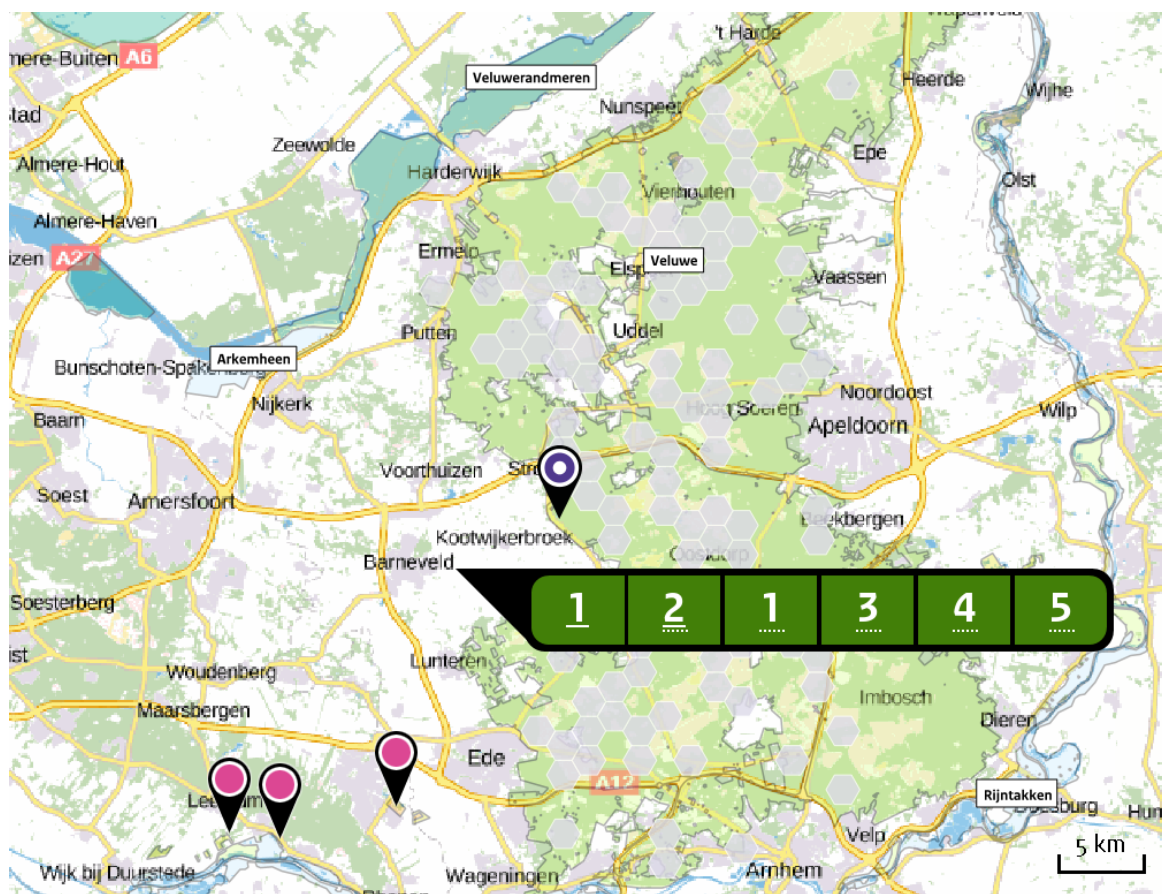 't Harde
mere-Buiten A6
Veluwerandmeren
Heerde
Wijhe
Nunspeet
tad
Zeewolde
Epe
Almere-Hout
Harderwijk
Vierhouten
Olst
Almere-Haven
Ermelo
izen A27
Veluwe
Vaassen
Putten
Uddel
Arkemheen
Bunschoten-Spakenburg
Noordoost
Nijkerk
Hoog Soeren
Wilp
Baarn
Apeldoorn
Voorthuizen
Soest
Amersfoort
Beekbergen
Kootwijkerbroek
Barneveld
1 2 1 3 4 5
Soesterberg
ist
Lunteren
Woudenberg
Imbosch
Maarsbergen
Dieren
Ede
A12
Rijntakken
Velp
5 km
Wijk bij Duurstede
Wageningen
Arnhem